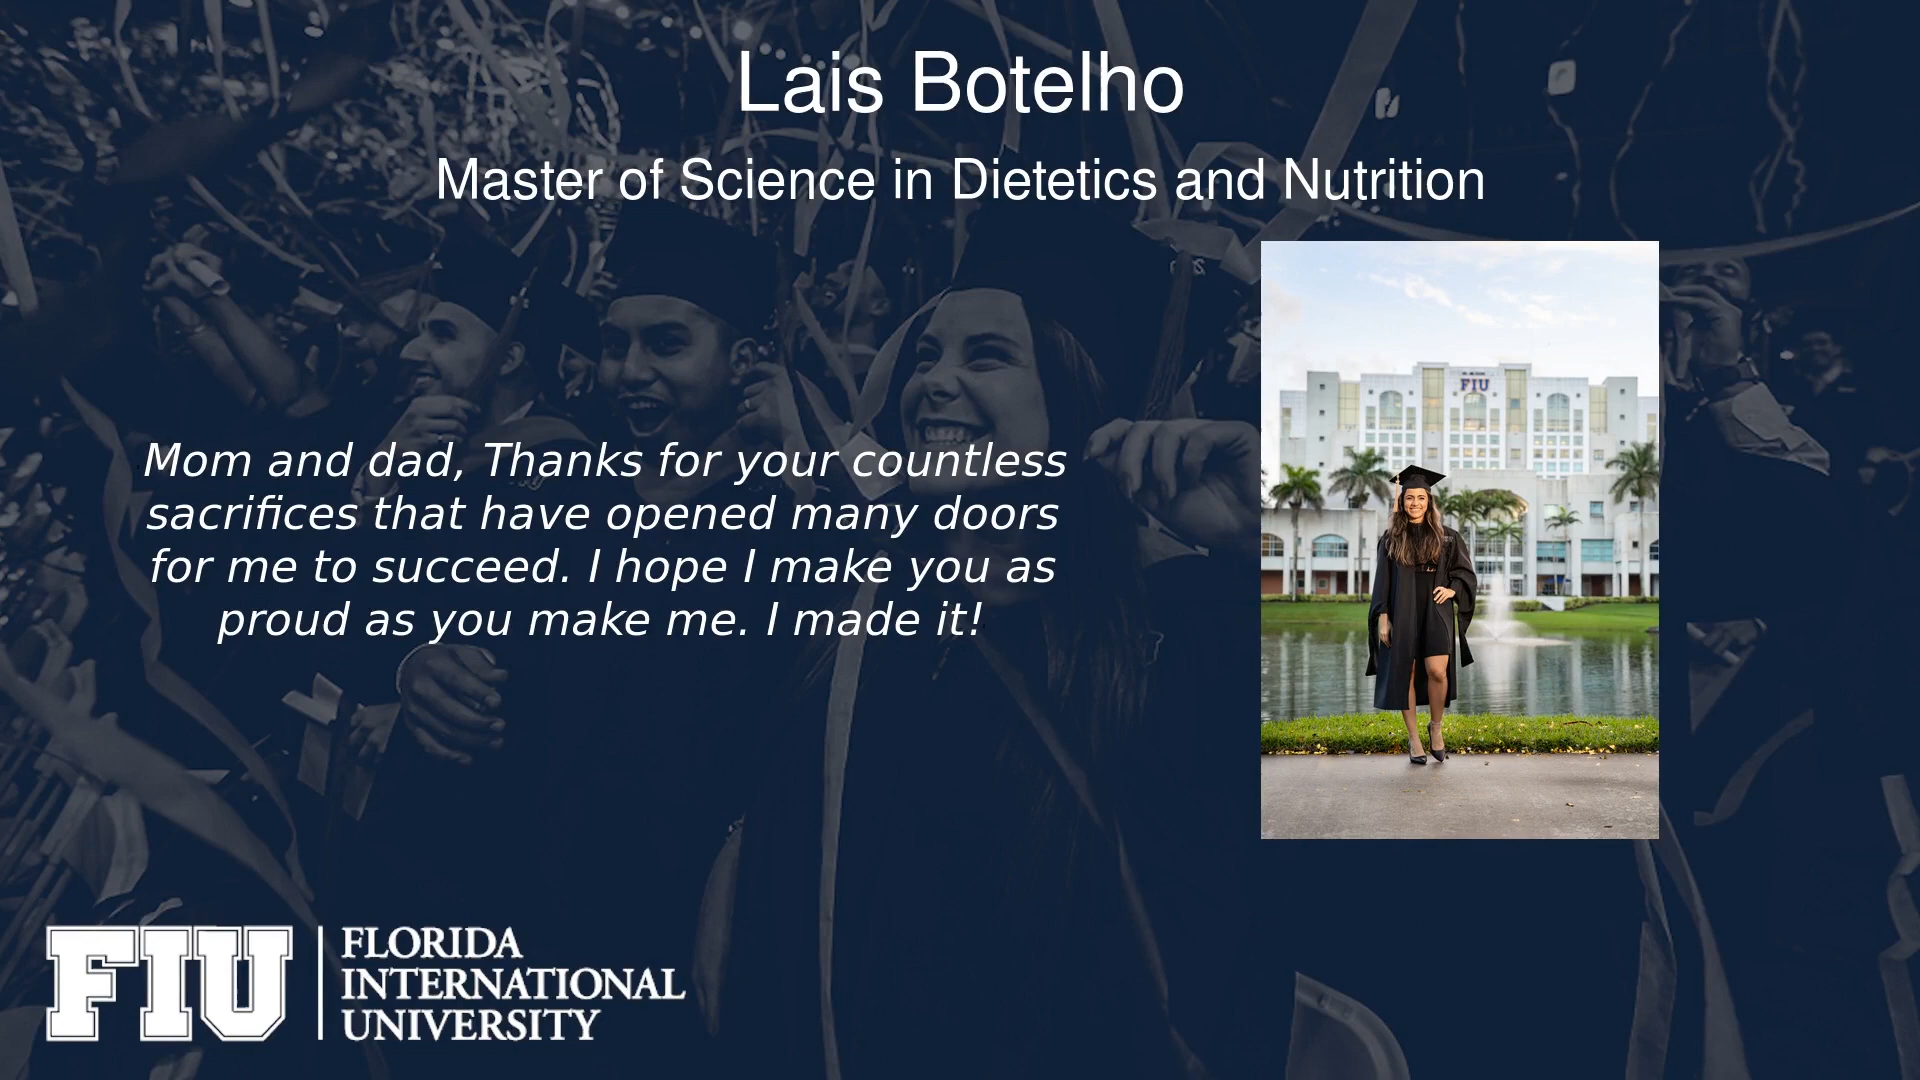 Lais Botelho
Master of Science in Dietetics and Nutrition
FIU
Mom and dad, Thanks for your countless
sacrifices that have opened many doors
for me to succeed. I hope I make you as
proud as you make me. I made it!
FIU
FLORIDA
INTERNATIONAL
UNIVERSITY